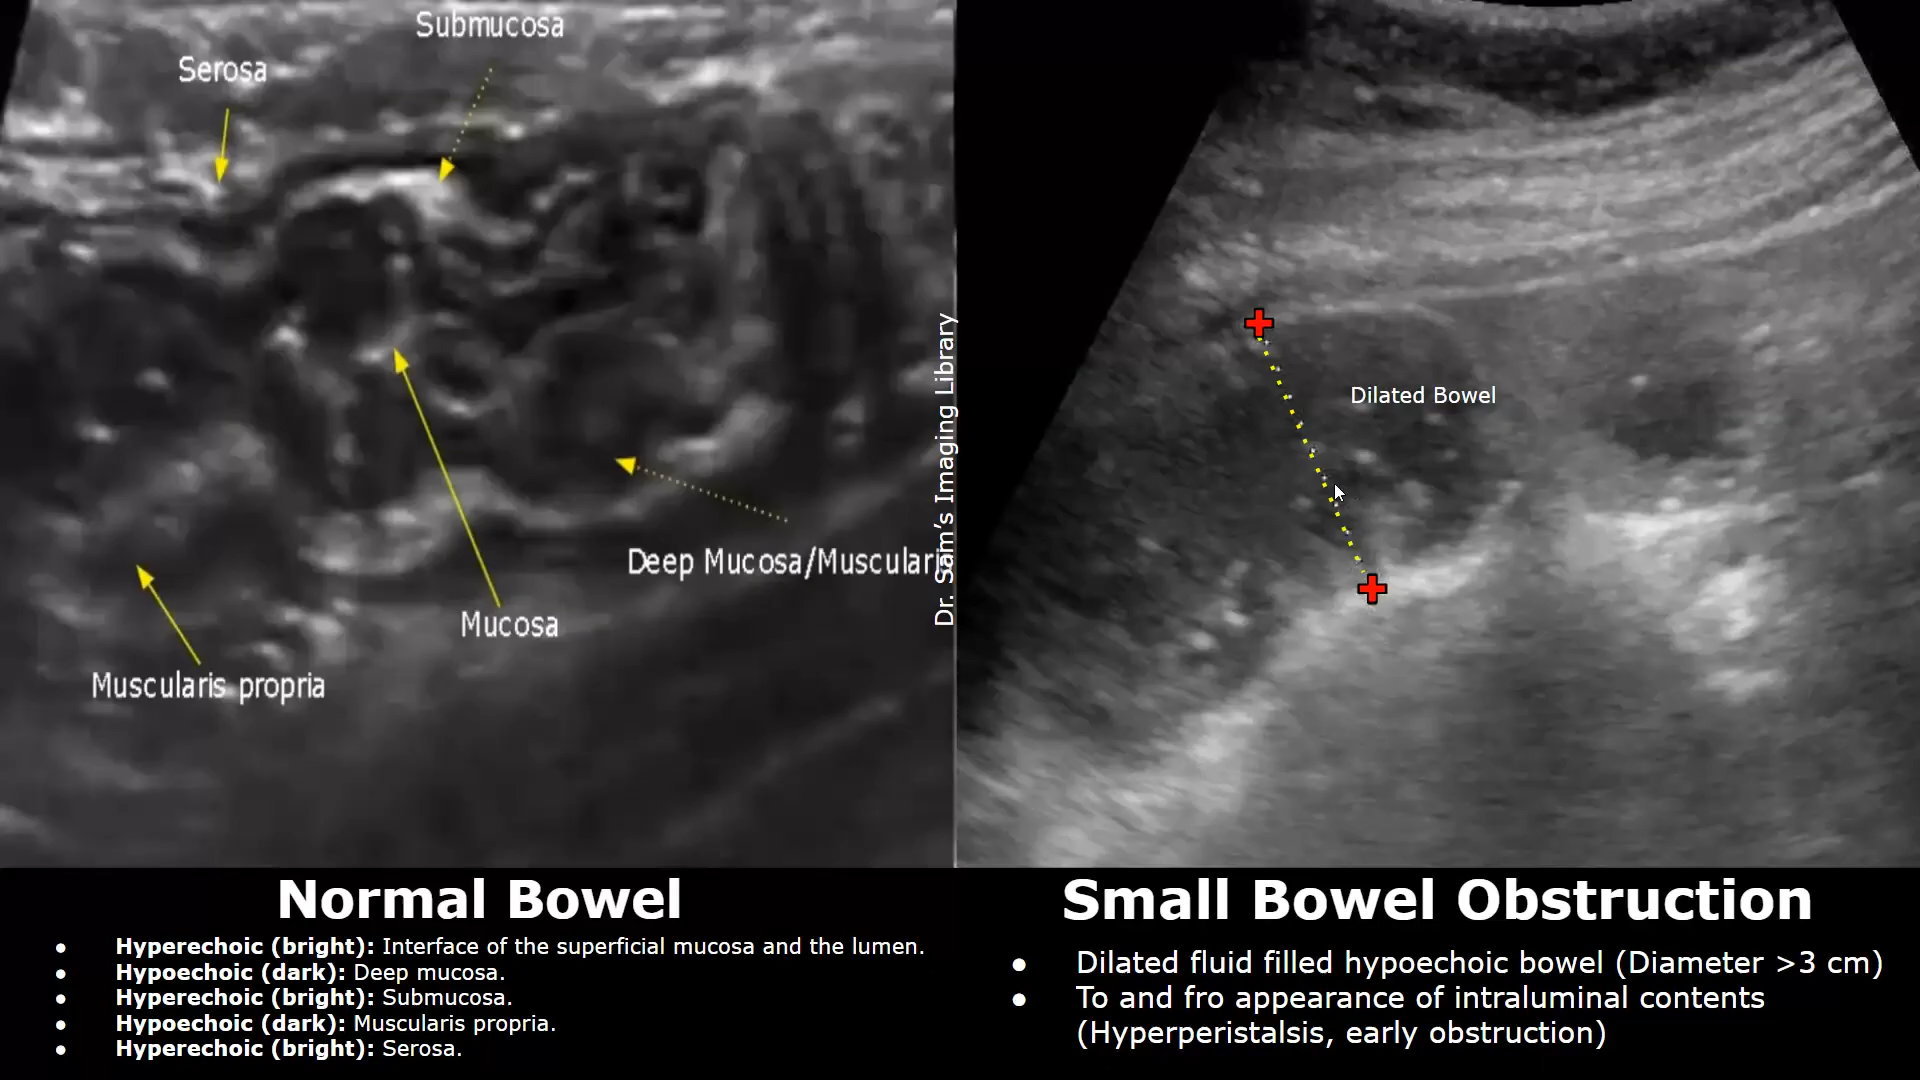 Submucosa
Serosa
Deep Mucosa/Muscularis
Mucosa
Muscularis propria
Dr. Sam's Imaging Library
Dilated Bowel
Normal Bowel
• Hyperechoic (bright): Interface of the superficial mucosa and the lumen.
• Hypoechoic (dark): Deep mucosa.
• Hyperechoic (bright): Submucosa.
• Hypoechoic (dark): Muscularis propria.
• Hyperechoic (bright): Serosa.
Small Bowel Obstruction
• Dilated fluid filled hypoechoic bowel (Diameter >3 cm)
• To and fro appearance of intraluminal contents
(Hyperperistalsis, early obstruction)